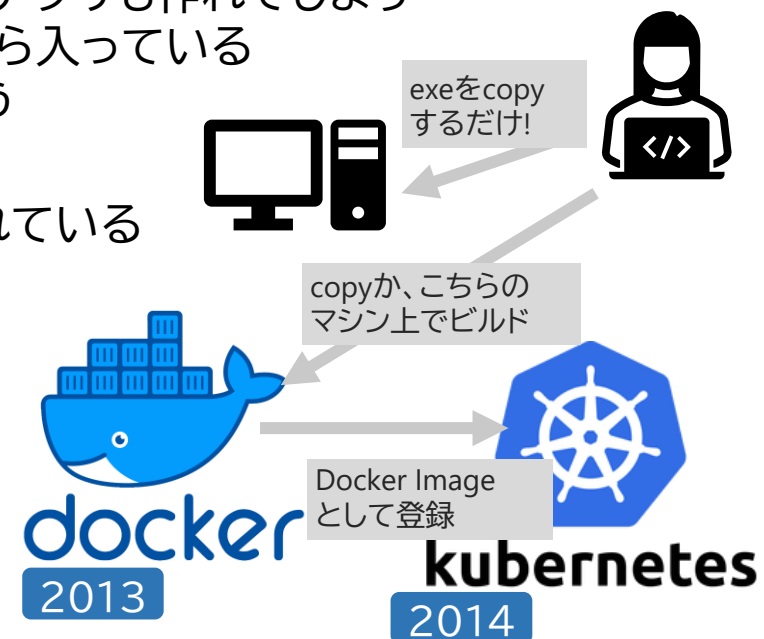 ら入っている
う
れている
exeをcopy
するだけ!
</>
copyか、こちらの
マシン上でビルド
Docker Image
として登録
docker
2013
kubernetes
2014